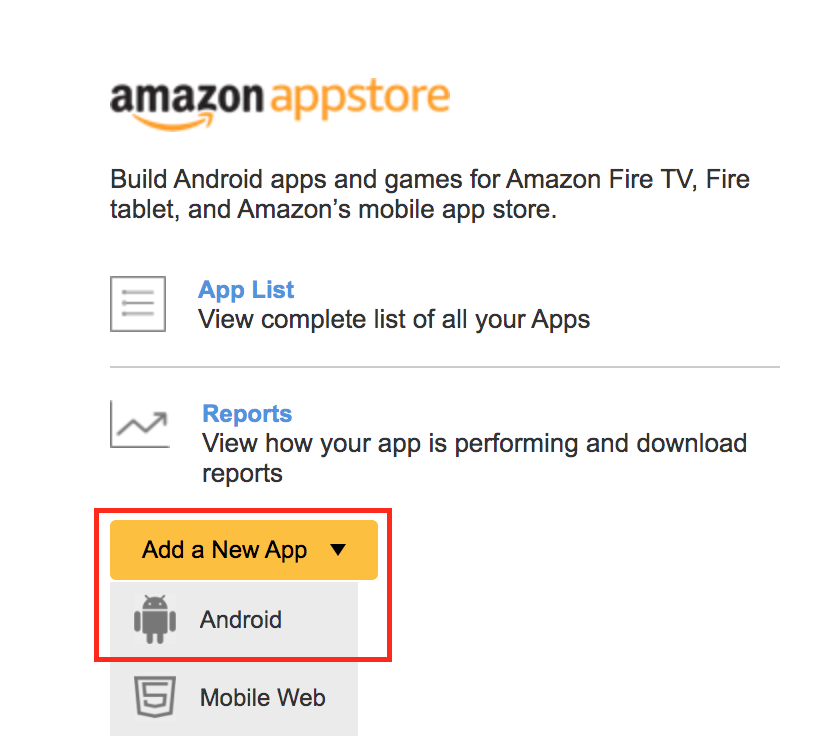 amazon appstore
Build Android apps and games for Amazon Fire TV, Fire
tablet, and Amazon’s mobile app store.
App List
View complete list of all your Apps
Reports
View how your app is performing and download
reports
Add a New App
Android
Mobile Web